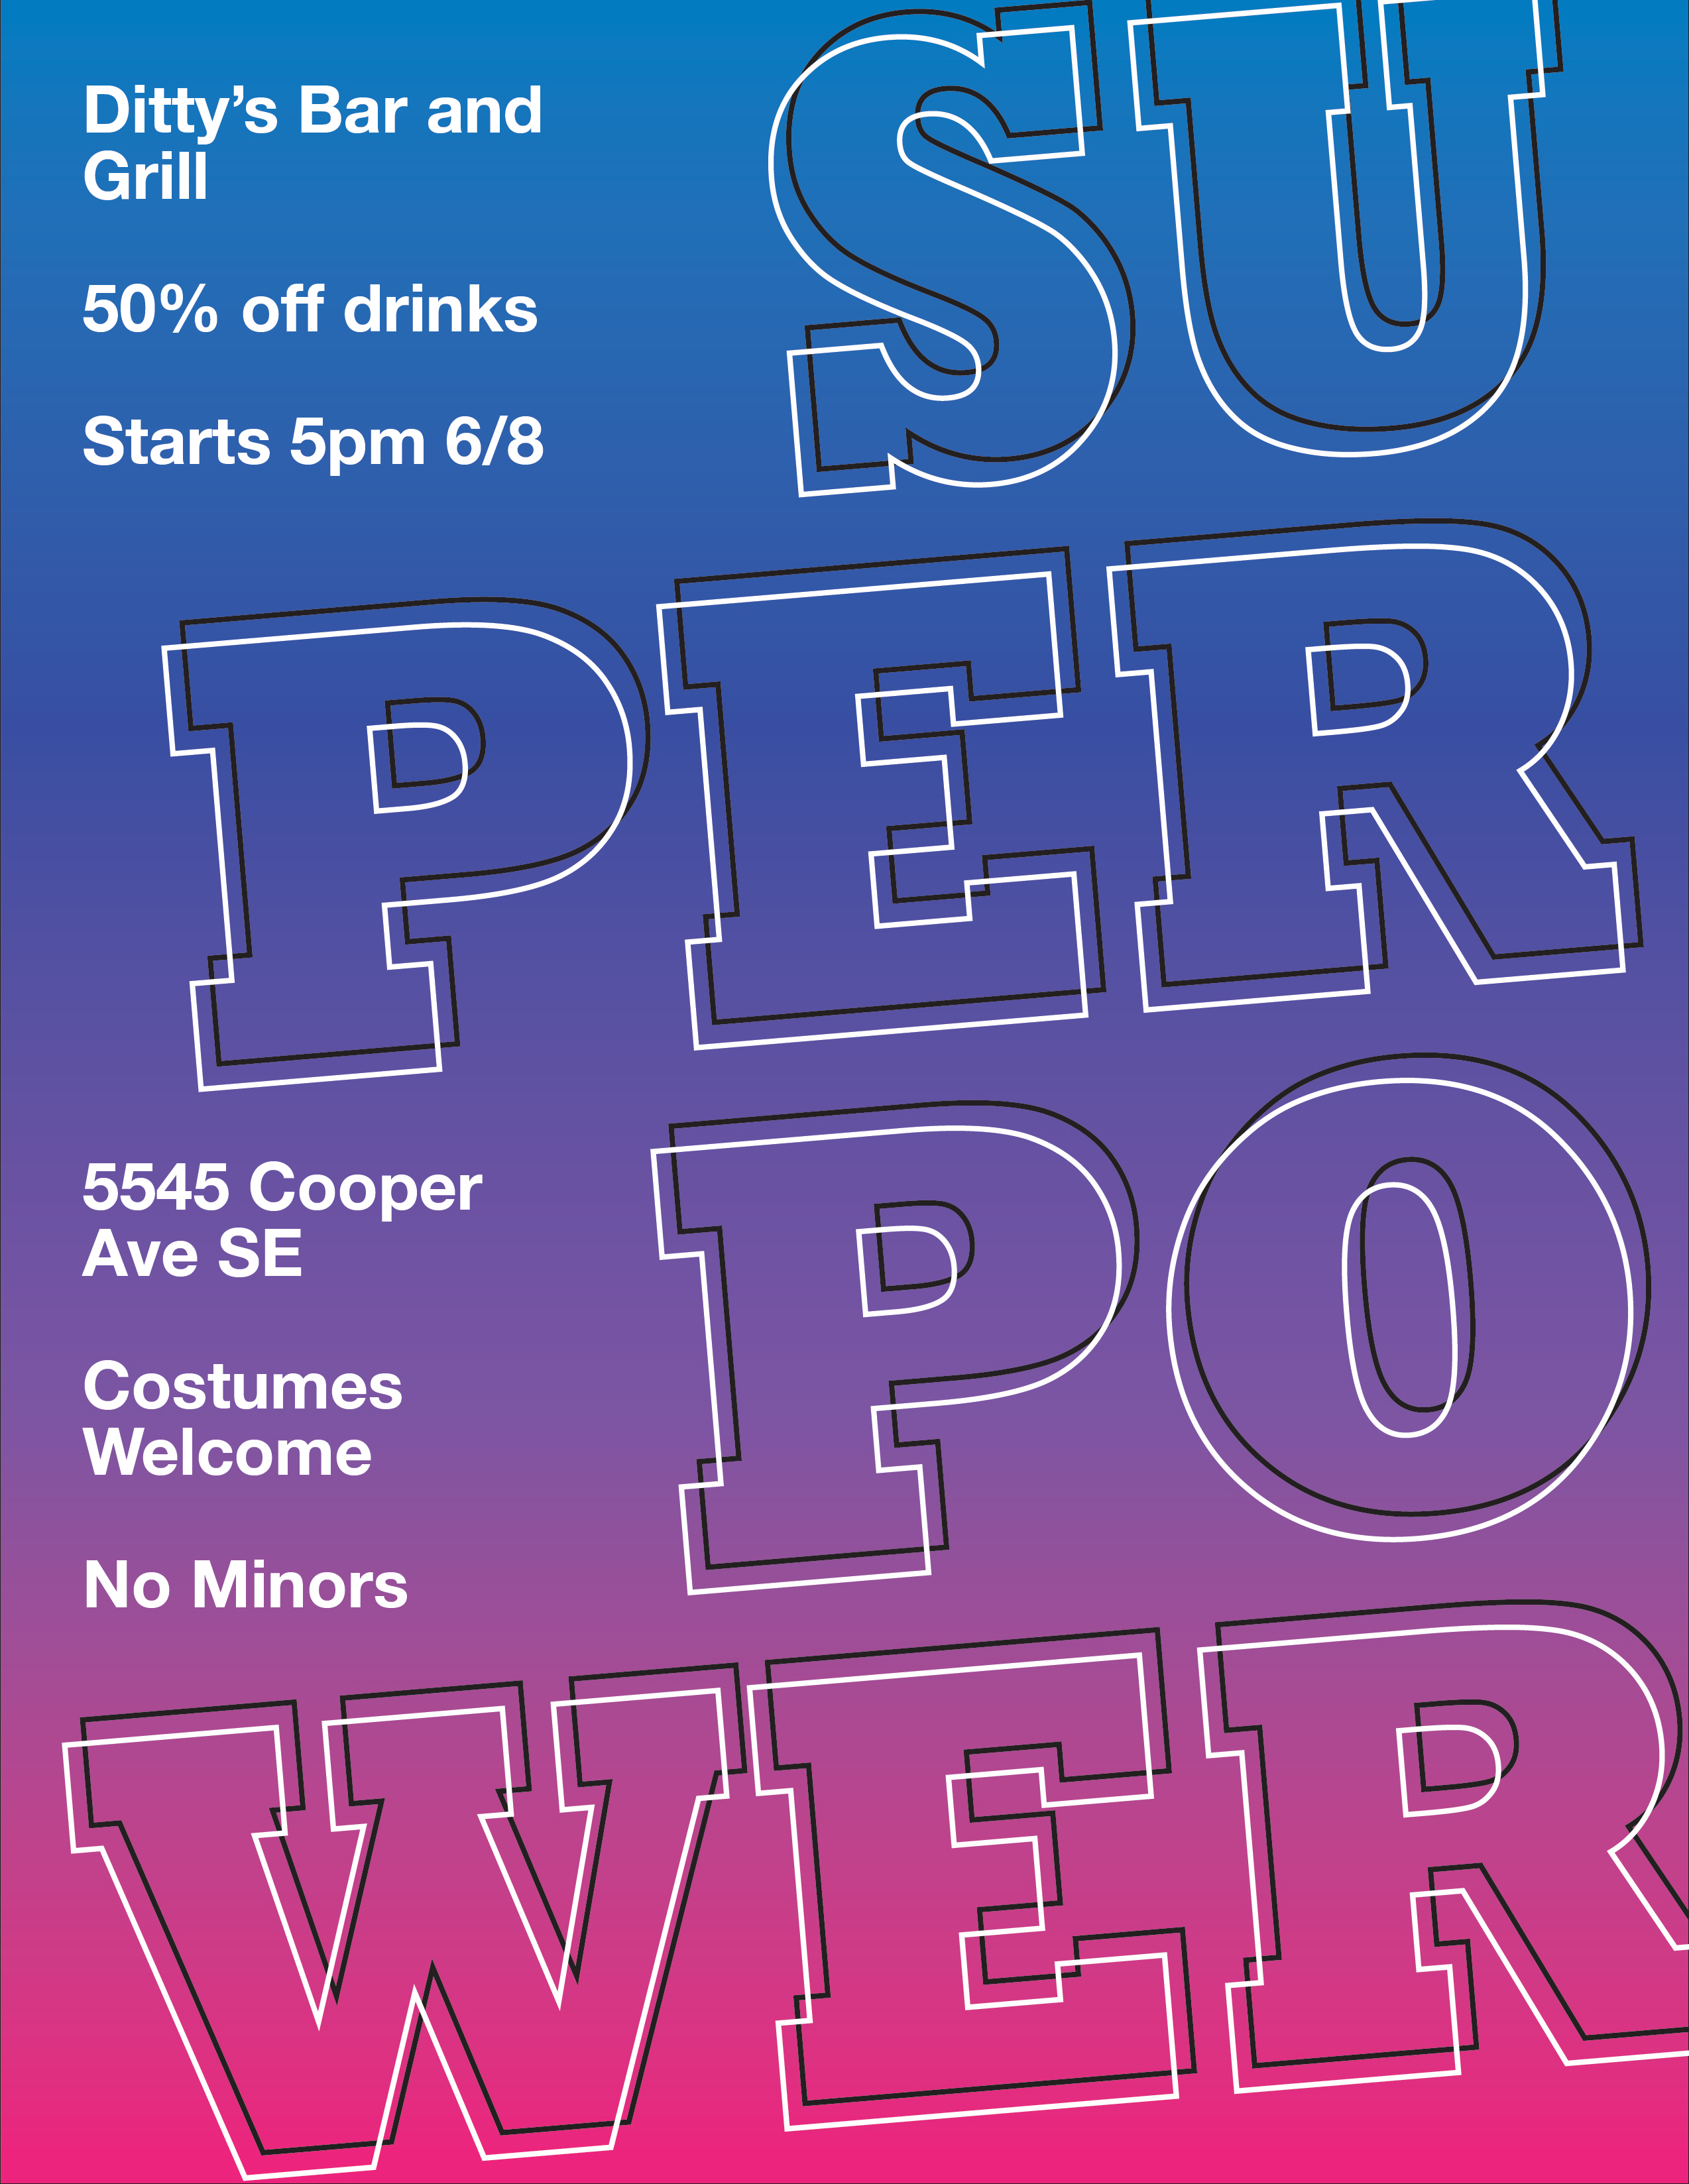 Ditty’s Bar and
Grill
50% off drinks
Starts 5pm 6/8
SU
PER
PO
WER
5545 Cooper
Ave SE
Costumes
Welcome
No Minors